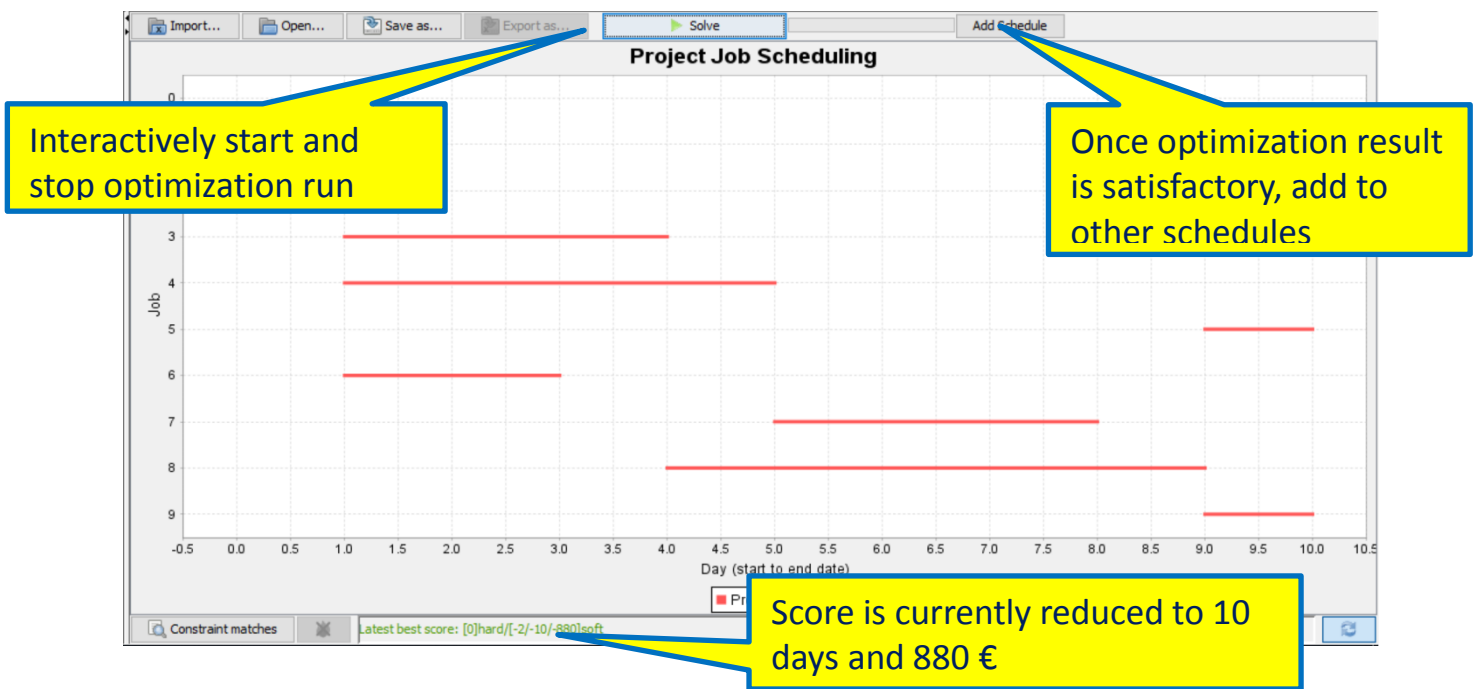 Import...
Open...
Save as...
Export as...
Solve
Add Schedule
Project Job Scheduling
0
Interactively start and
stop optimization run
Once optimization result
is satisfactory, add to
other schedules
3
4
5
6
7
8
9
Job
-0.5 0.0 0.5 1.0 1.5 2.0 2.5 3.0 3.5 4.0 4.5 5.0 5.5 6.0 6.5 7.0 7.5 8.0 8.5 9.0 9.5 10.0 10.5
Day (start to end date)
Score is currently reduced to 10
days and 880 €
Constraint matches
Latest best score: [0]hard/[-2/-10/-880]soft